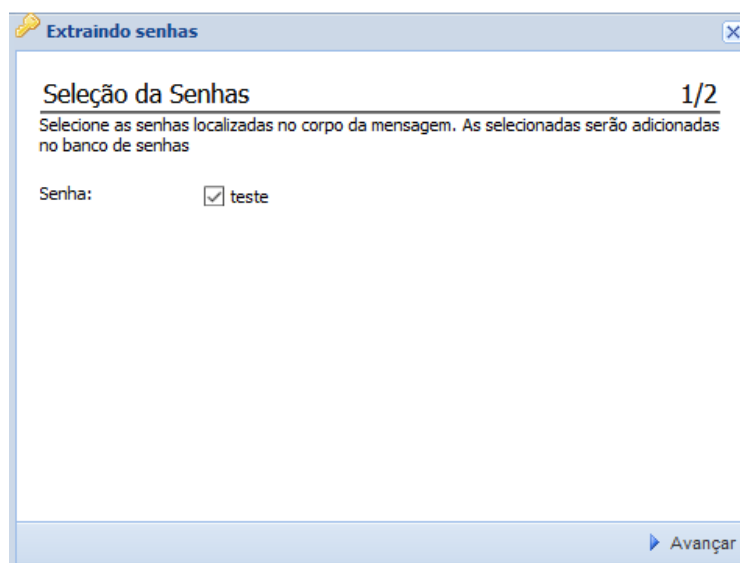 Extraindo senhas
Seleção da Senhas 1/2
Selecione as senhas localizadas no corpo da mensagem. As selecionadas serão adicionadas
no banco de senhas
Senha: teste
Avançar